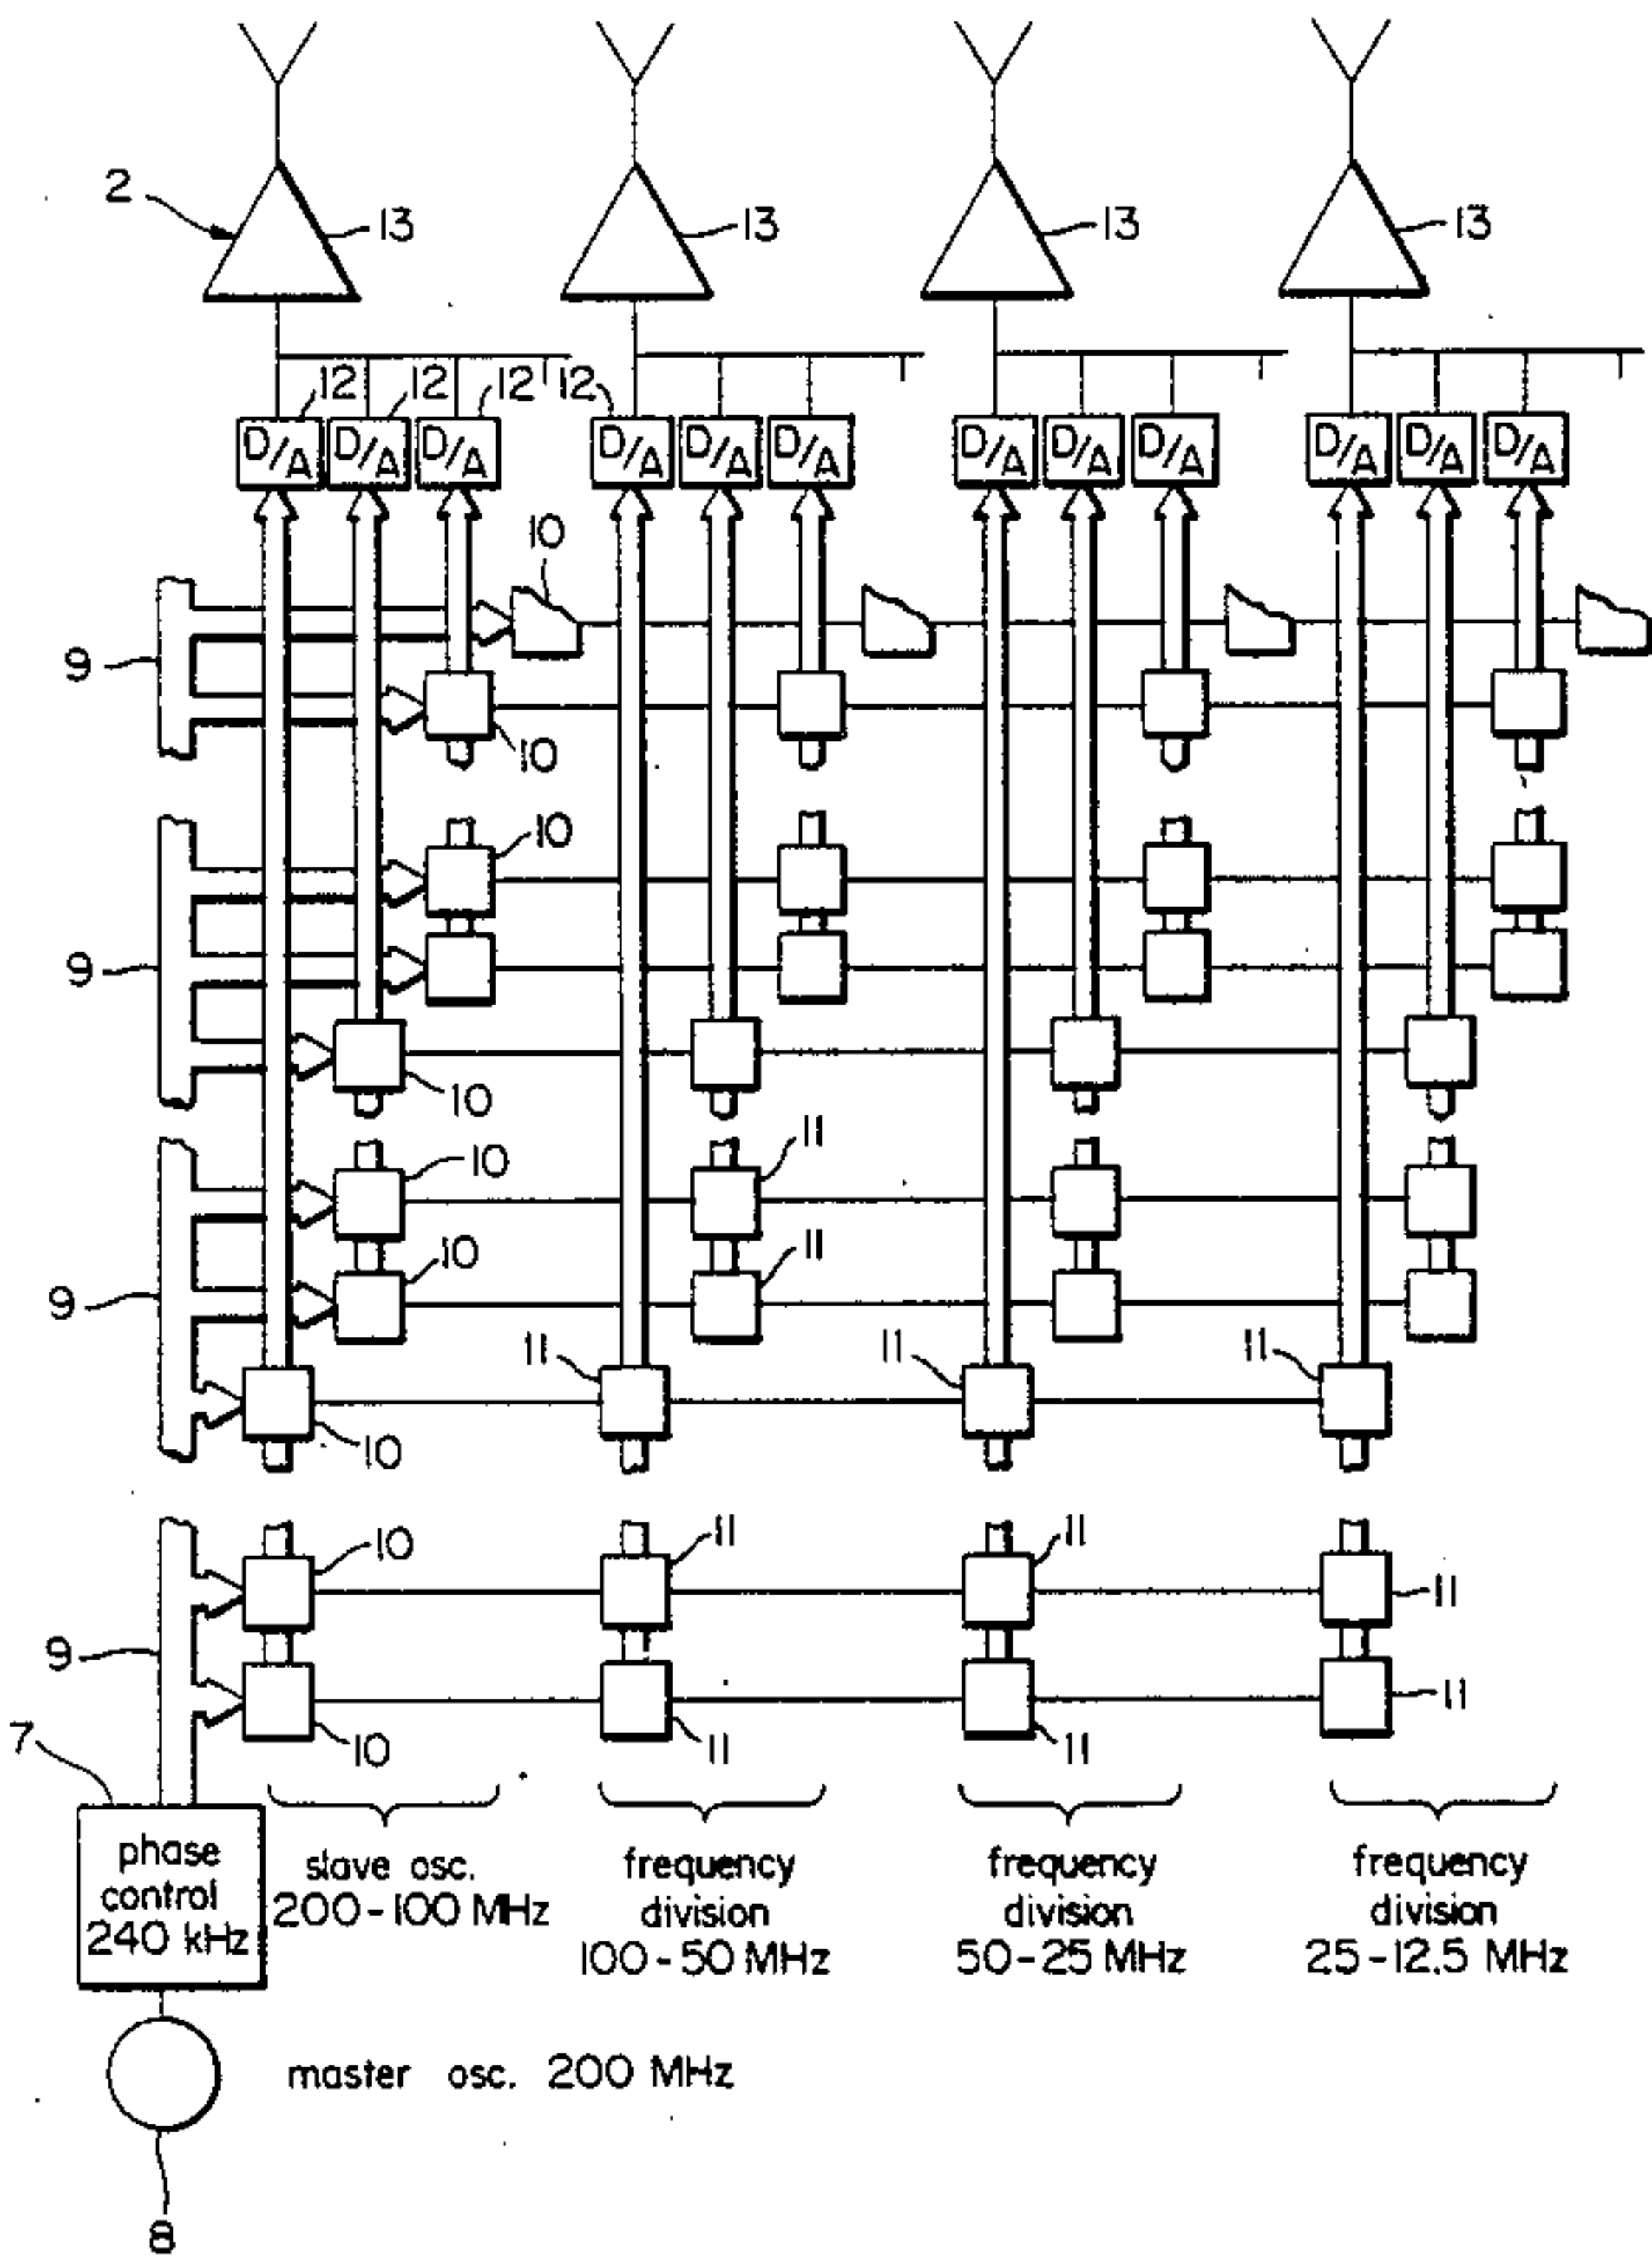 2
13
13
13
13
12
12
12
12
D/A
D/A
D/A
D/A
D/A
D/A
D/A
D/A
D/A
D/A
D/A
D/A
10
9
10
10
9
10
10
11
10
11
9
11
11
11
10
10
11
11
11
9
11
7
10
11
11
phase
control
240 kHz
slave osc.
200-100 MHz
frequency
division
100-50 MHz
frequency
division
50-25 MHz
frequency
division
25-12.5 MHz
master osc. 200 MHz
8